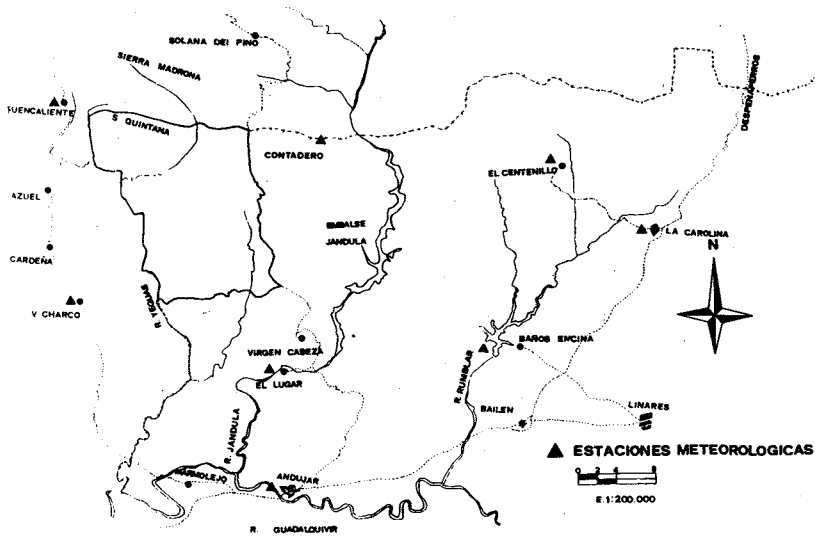 SOLANA DEL PINO
SIERRA MADRONA
FUENCALIENTE
S QUINTANA
CONTADERO
DESPEÑAPERROS
EL CENTENILLO
AZUEL
EMBALSE
JANDULA
LA CAROLINA
N
CARDEÑA
V CHARCO
R. YEGUAS
VIRGEN CABEZA
EL LUGAR
BAÑOS ENCINA
R. RUMBLAR
BAILEN
LINARES
R. JANDULA
ESTACIONES METEOROLOGICAS
0 2 4 8
E.1:200.000
MARMOLEJO
ANDUJAR
R. GUADALQUIVIR